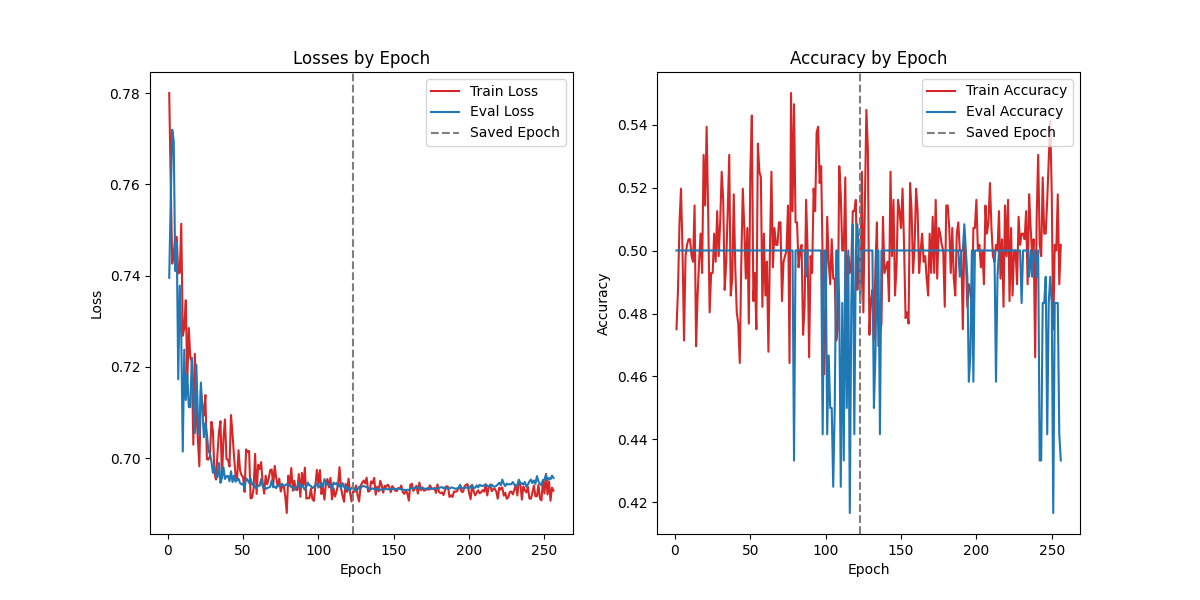 Losses by Epoch
0.78
0.76
0.74
0.72
0.70
Loss
0
50
100
150
200
250
Epoch
Train Loss
Eval Loss
Saved Epoch
Accuracy by Epoch
0.54
0.52
0.50
0.48
0.46
0.44
0.42
Accuracy
0
50
100
150
200
250
Epoch
Train Accuracy
Eval Accuracy
Saved Epoch